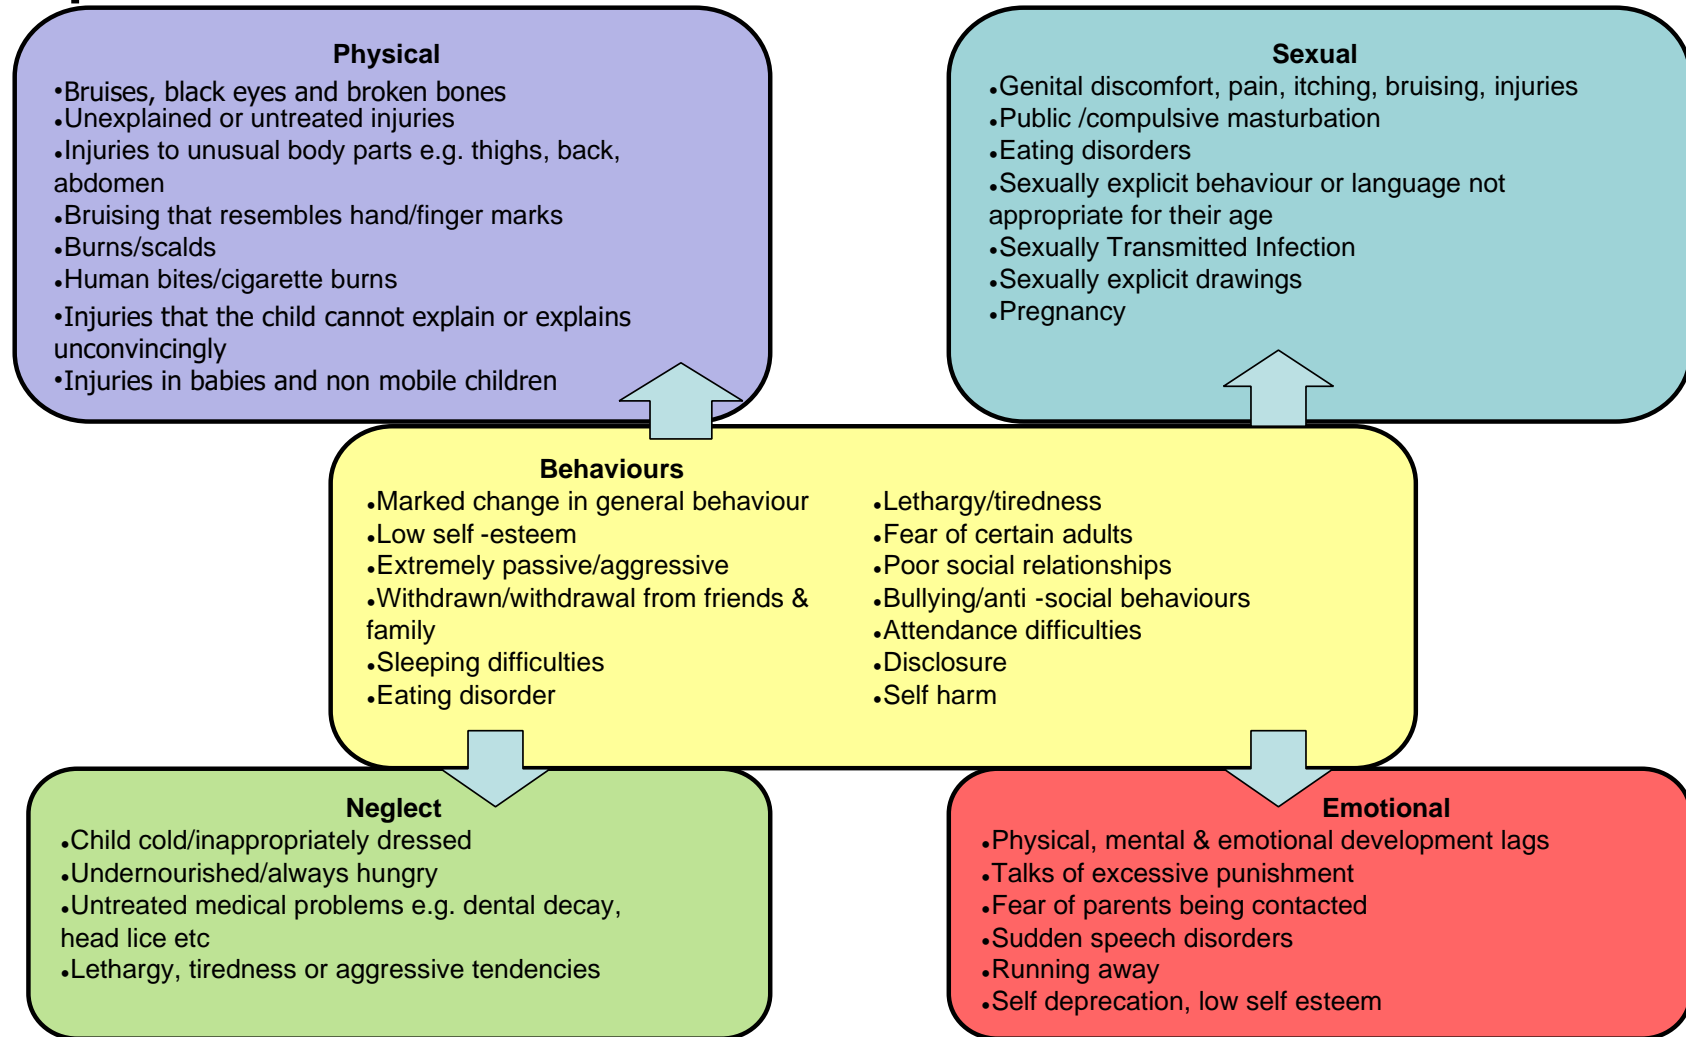 Physical
•Bruises, black eyes and broken bones
•Unexplained or untreated injuries
•Injuries to unusual body parts e.g. thighs, back,
abdomen
•Bruising that resembles hand/finger marks
•Burns/scalds
•Human bites/cigarette burns
•Injuries that the child cannot explain or explains
unconvincingly
•Injuries in babies and non mobile children
Sexual
•Genital discomfort, pain, itching, bruising, injuries
•Public /compulsive masturbation
•Eating disorders
•Sexually explicit behaviour or language not
appropriate for their age
•Sexually Transmitted Infection
•Sexually explicit drawings
•Pregnancy
Behaviours
•Marked change in general behaviour
•Low self -esteem
•Extremely passive/aggressive
•Withdrawn/withdrawal from friends &
family
•Sleeping difficulties
•Eating disorder
•Lethargy/tiredness
•Fear of certain adults
•Poor social relationships
•Bullying/anti -social behaviours
•Attendance difficulties
•Disclosure
•Self harm
Neglect
•Child cold/inappropriately dressed
•Undernourished/always hungry
•Untreated medical problems e.g. dental decay,
head lice etc
•Lethargy, tiredness or aggressive tendencies
Emotional
•Physical, mental & emotional development lags
•Talks of excessive punishment
•Fear of parents being contacted
•Sudden speech disorders
•Running away
•Self deprecation, low self esteem